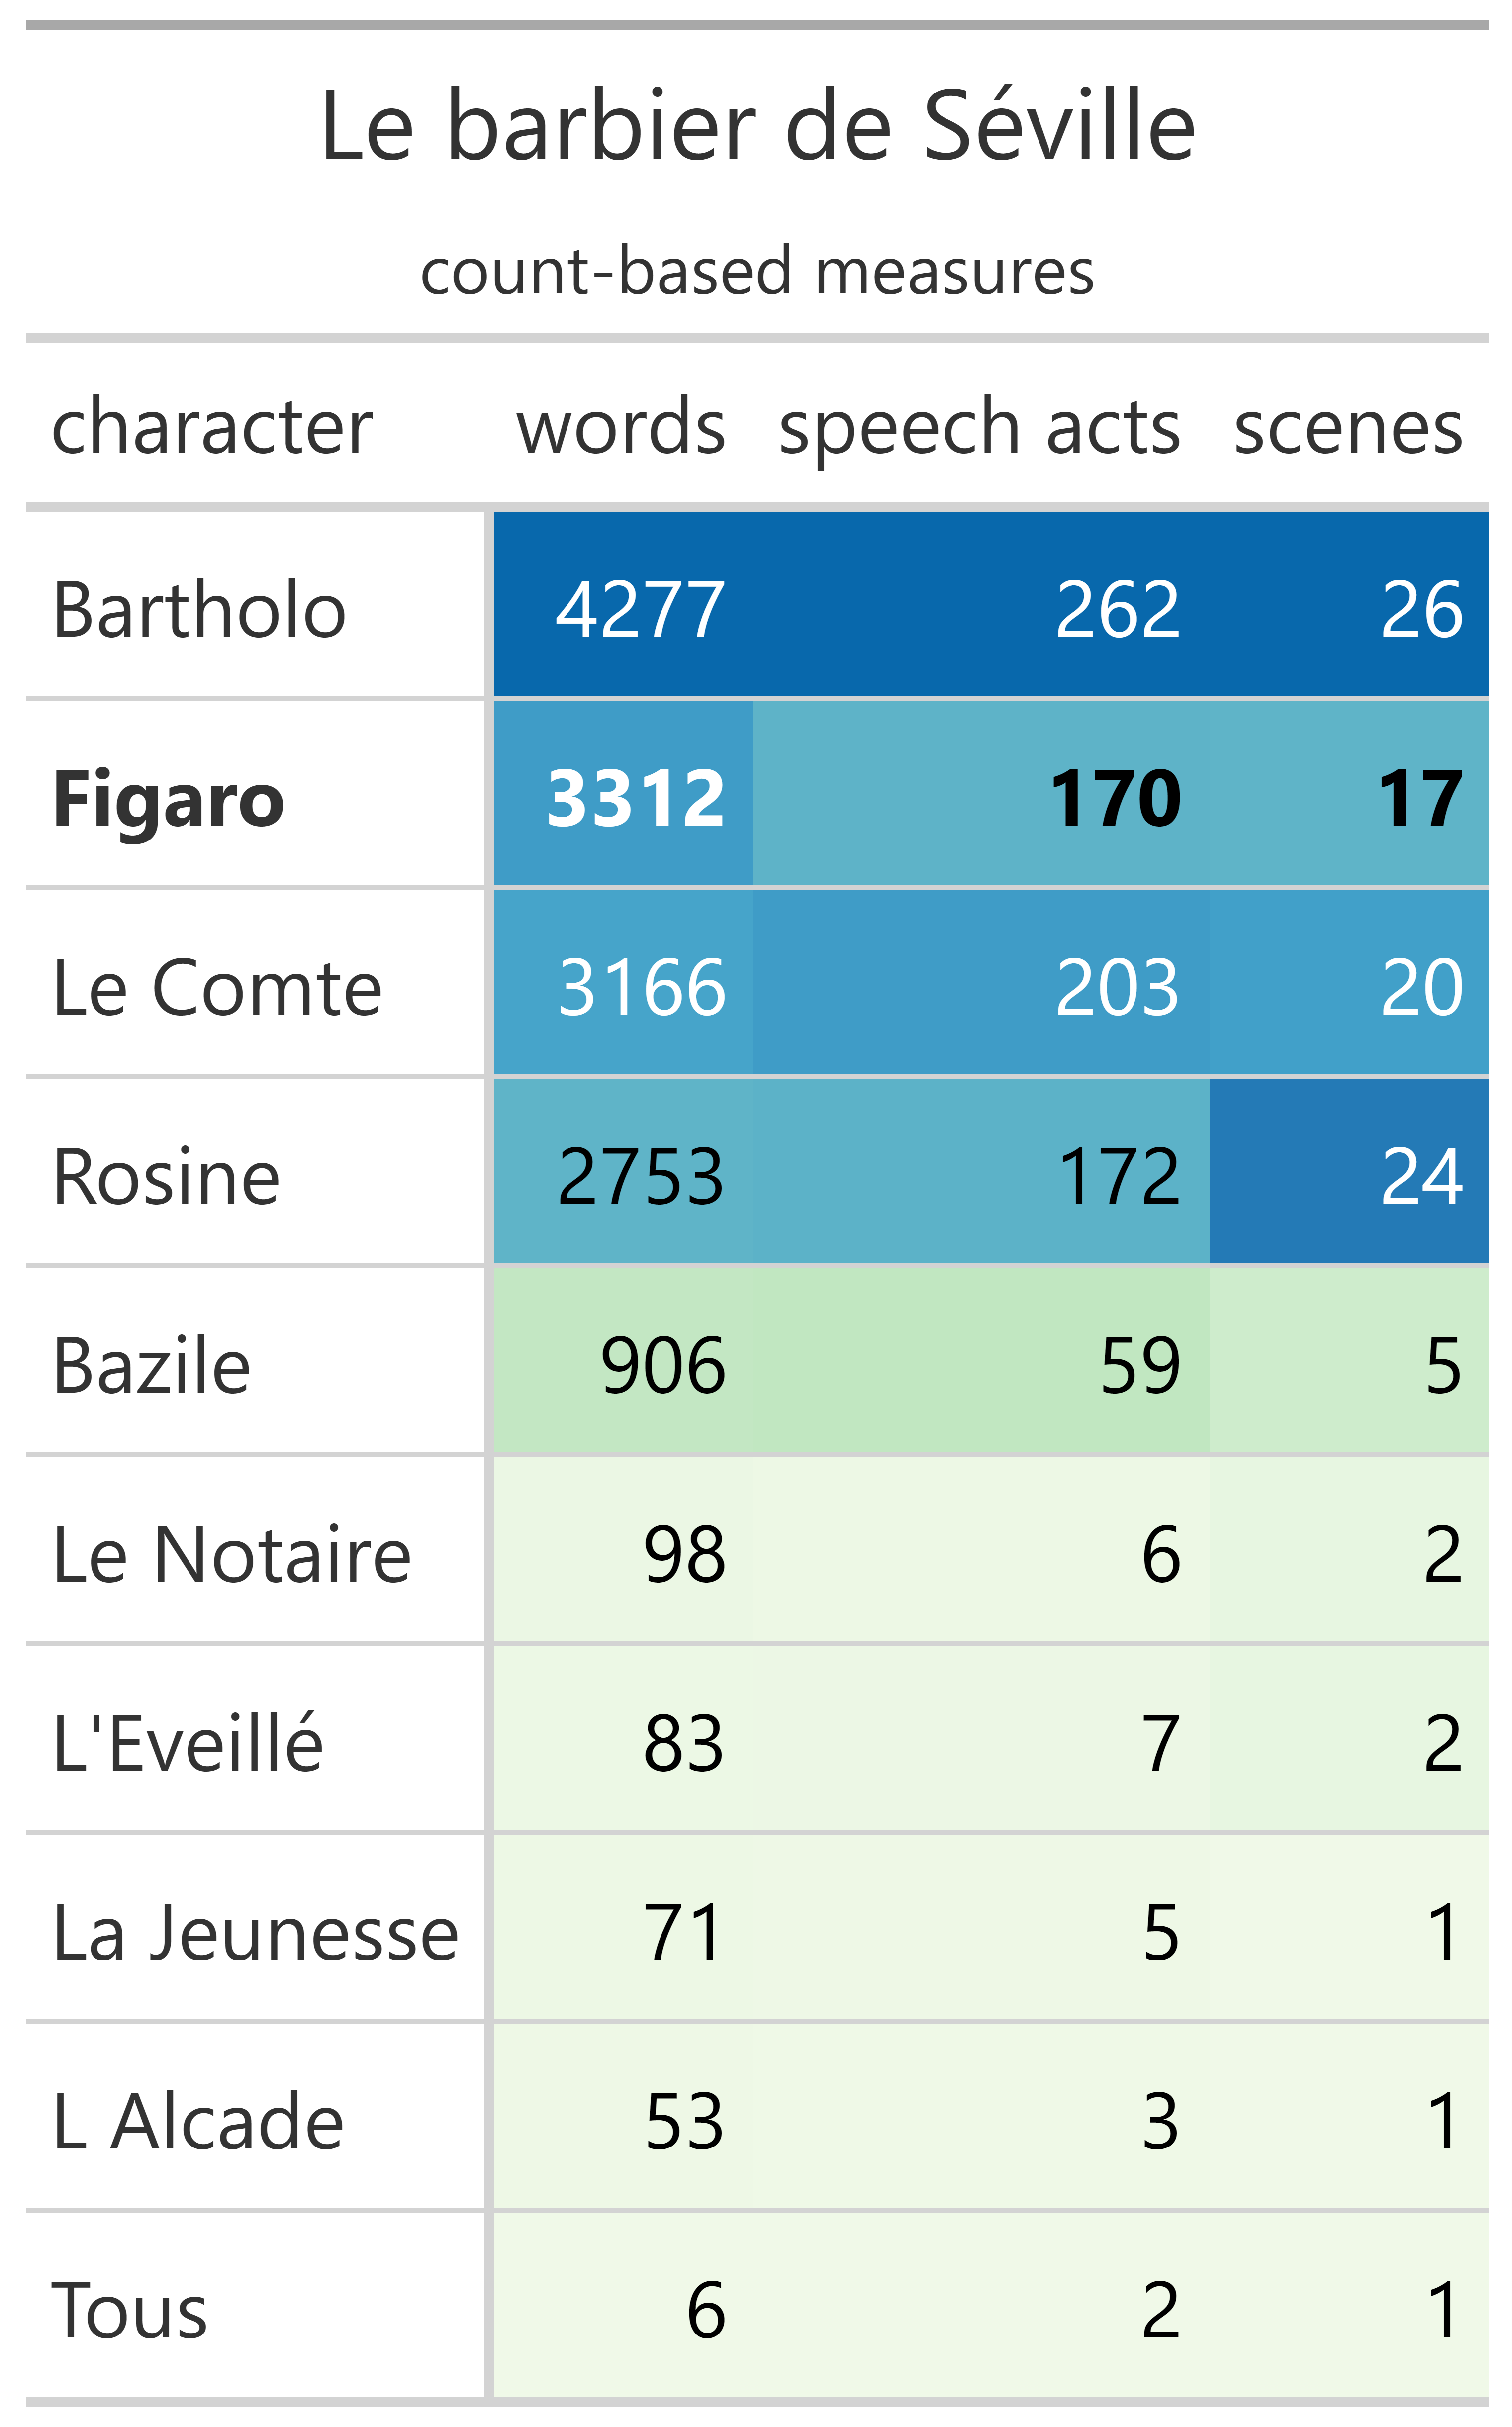 Le barbier de Séville
count-based measures
character words speech acts scenes
Bartholo 4277 262 26
Figaro 3312 170 17
Le Comte 3166 203 20
Rosine 2753 172 24
Bazile 906 59 5
Le Notaire 98 6 2
L'Eveillé 83 7 2
La Jeunesse 71 5 1
L Alcade 53 3 1
Tous 6 2 1